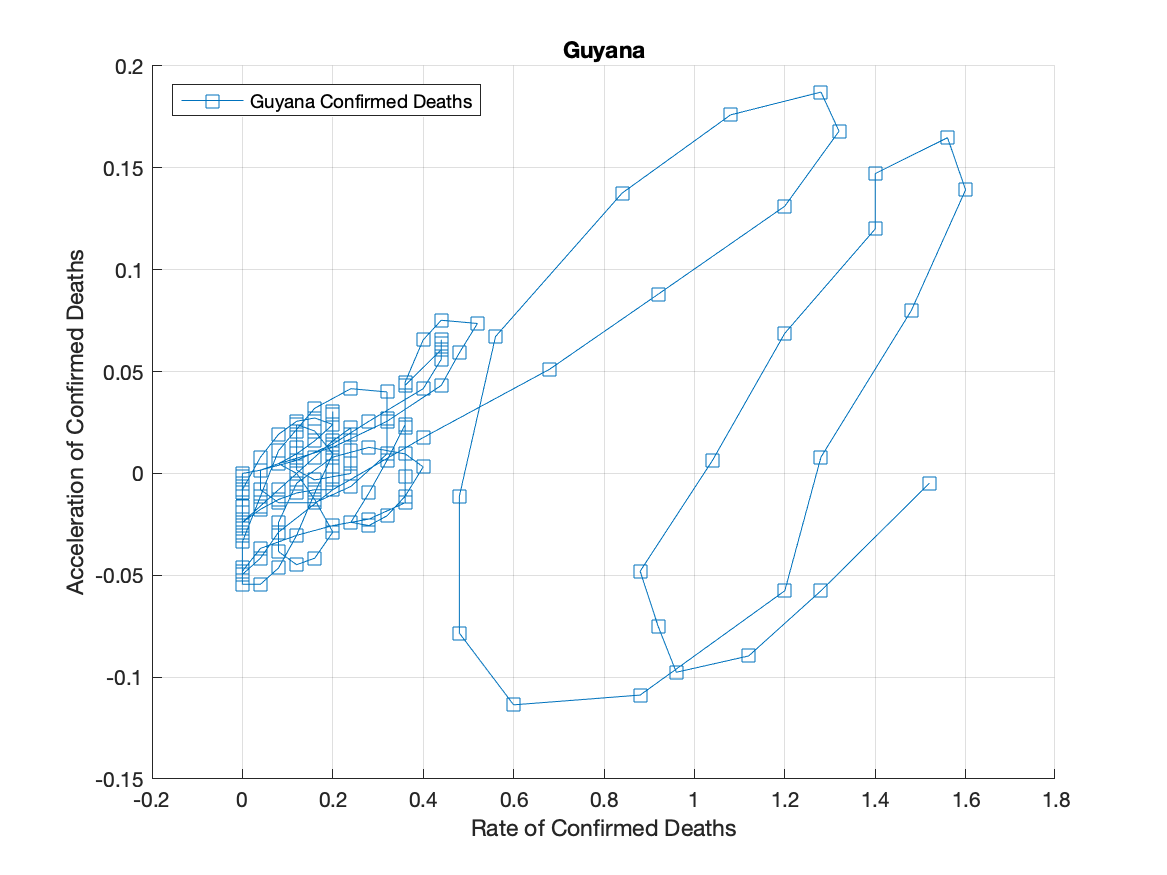 Guyana
Guyana Confirmed Deaths
0.2
0.15
0.1
0.05
0
-0.05
-0.1
-0.15
Acceleration of Confirmed Deaths
-0.2 0 0.2 0.4 0.6 0.8 1 1.2 1.4 1.6 1.8
Rate of Confirmed Deaths